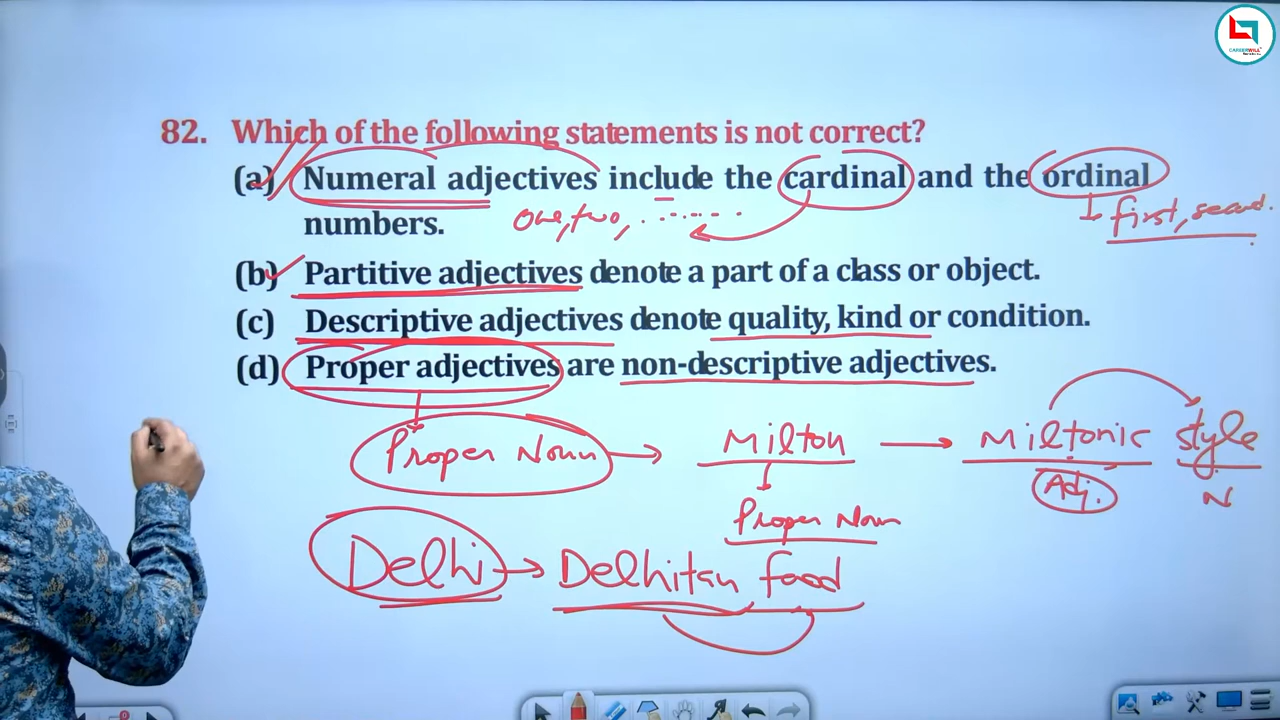 CAREERWILL
82. Which of the following statements is not correct?
(a) Numeral adjectives include the cardinal and the ordinal
numbers.
One, two, .......
first, second.
(b) Partitive adjectives denote a part of a class or object.
(c) Descriptive adjectives denote quality, kind or condition.
(d) Proper adjectives are non-descriptive adjectives.
Proper Noun → Milton → Miltonic style
Adj. N
Proper Noun
Delhi → Delhitan food